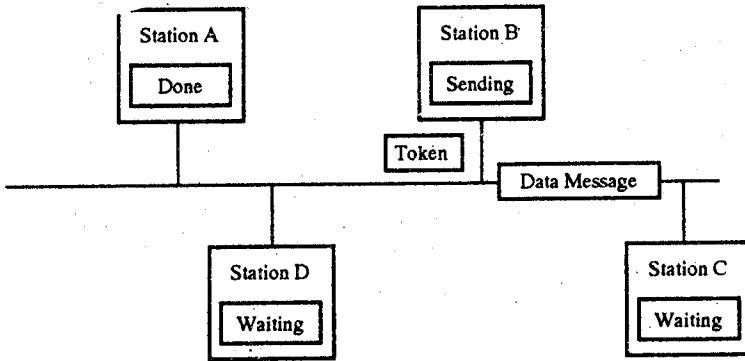 Station A
Done
Station B
Sending
Token
Data Message
Station D
Waiting
Station C
Waiting